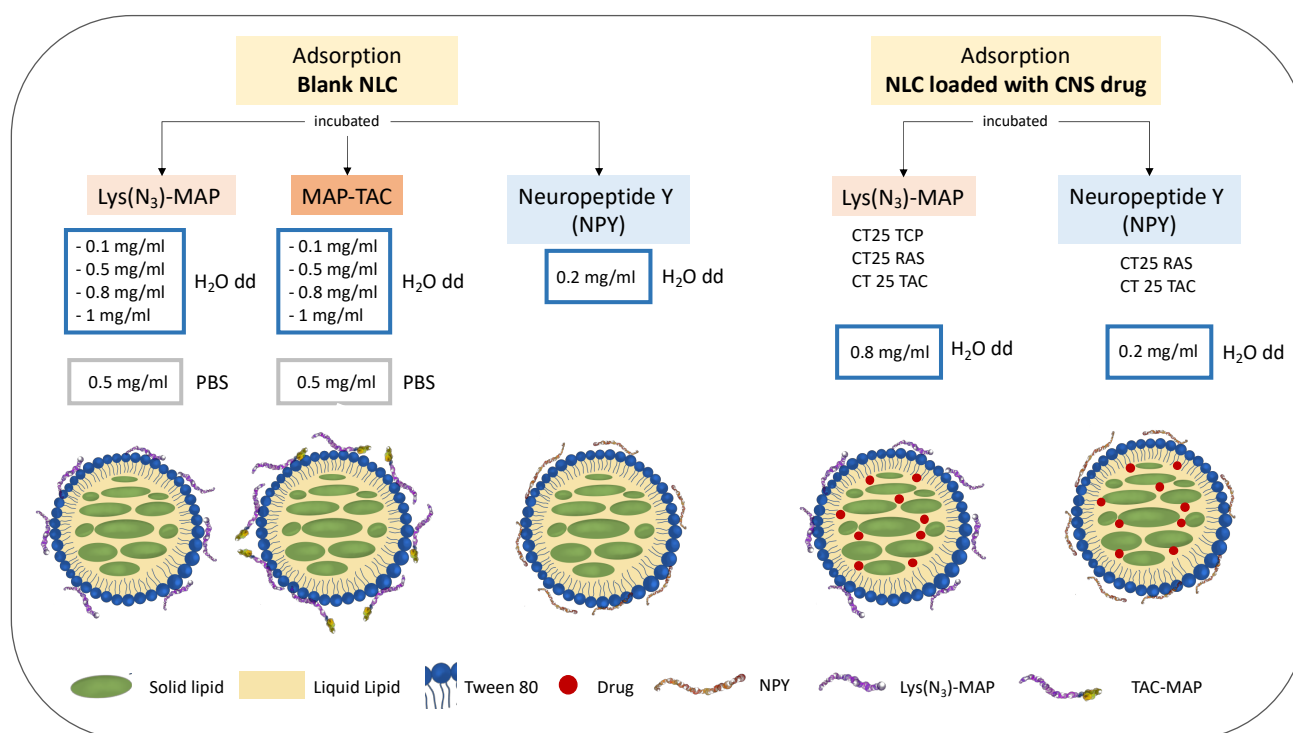 Adsorption
Blank NLC
incubated
Lys(N₃)-MAP
- 0.1 mg/ml
- 0.5 mg/ml
- 0.8 mg/ml
- 1 mg/ml
H₂O dd
0.5 mg/ml
PBS
MAP-TAC
- 0.1 mg/ml
- 0.5 mg/ml
- 0.8 mg/ml
- 1 mg/ml
H₂O dd
0.5 mg/ml
PBS
Neuropeptide Y
(NPY)
0.2 mg/ml
H₂O dd
Adsorption
NLC loaded with CNS drug
incubated
Lys(N₃)-MAP
CT25 TCP
CT25 RAS
CT 25 TAC
0.8 mg/ml
H₂O dd
Neuropeptide Y
(NPY)
CT25 RAS
CT 25 TAC
0.2 mg/ml
H₂O dd
Solid lipid
Liquid Lipid
Tween 80
Drug
NPY
Lys(N₃)-MAP
TAC-MAP